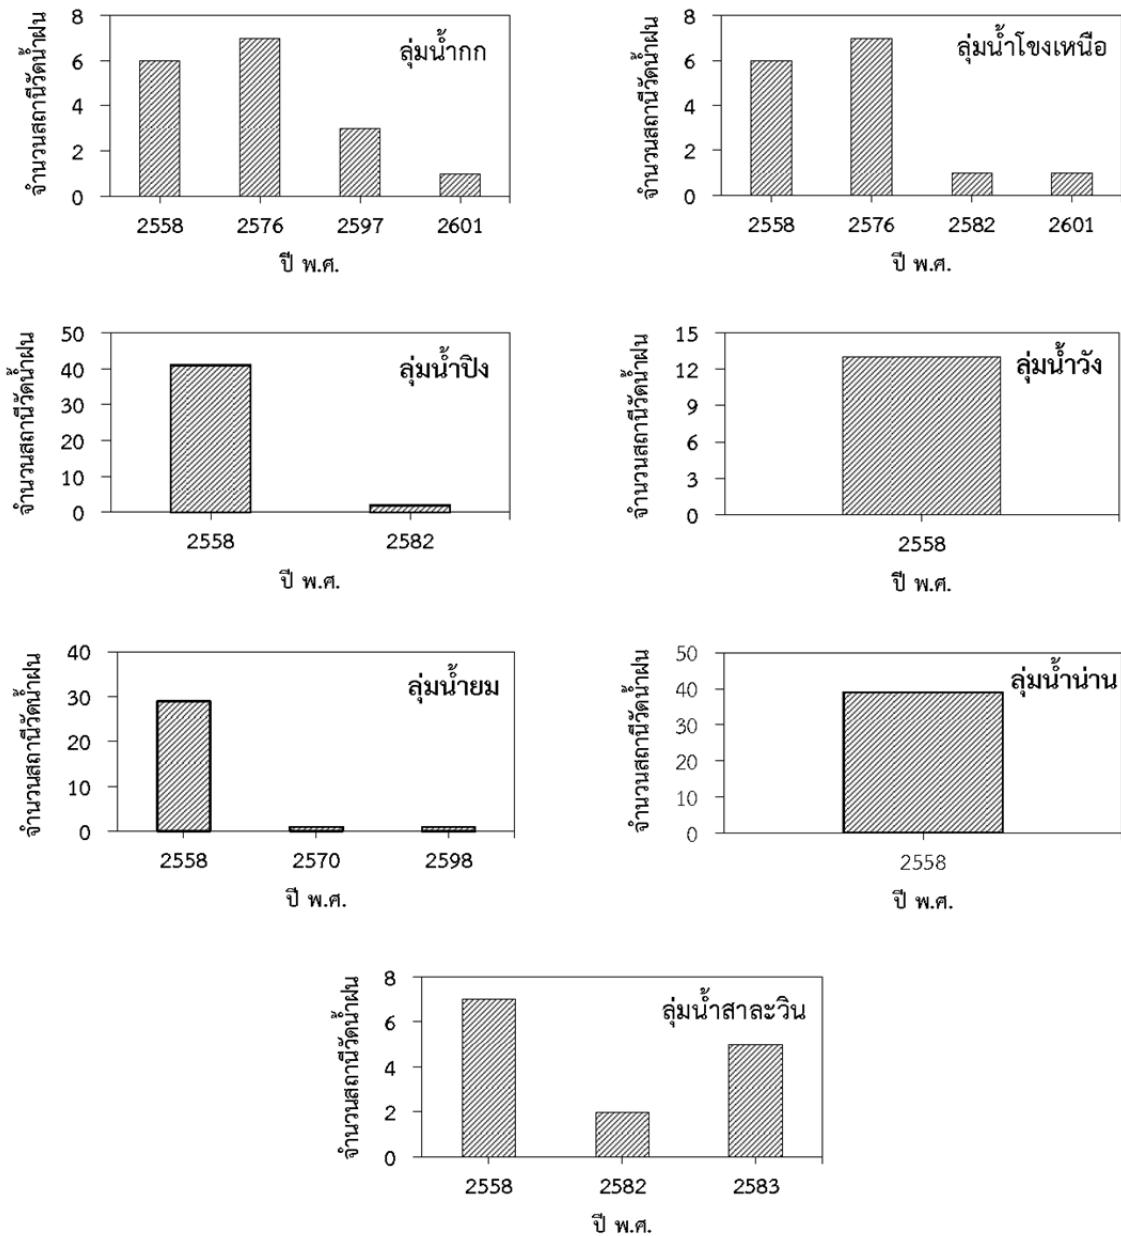 จำนวนสถานีวัดน้ำฝน
8
6
4
2
0
ลุ่มน้ำกก
2558 2576 2597 2601
ปี พ.ศ.
จำนวนสถานีวัดน้ำฝน
8
6
4
2
0
ลุ่มน้ำโขงเหนือ
2558 2576 2582 2601
ปี พ.ศ.
จำนวนสถานีวัดน้ำฝน
50
40
30
20
10
0
ลุ่มน้ำปิง
2558 2582
ปี พ.ศ.
จำนวนสถานีวัดน้ำฝน
15
12
9
6
3
0
ลุ่มน้ำวัง
2558
ปี พ.ศ.
จำนวนสถานีวัดน้ำฝน
40
30
20
10
0
ลุ่มน้ำยม
2558 2570 2598
ปี พ.ศ.
จำนวนสถานีวัดน้ำฝน
50
40
30
20
10
0
ลุ่มน้ำน่าน
2558
ปี พ.ศ.
จำนวนสถานีวัดน้ำฝน
8
6
4
2
0
ลุ่มน้ำสาละวิน
2558 2582 2583
ปี พ.ศ.